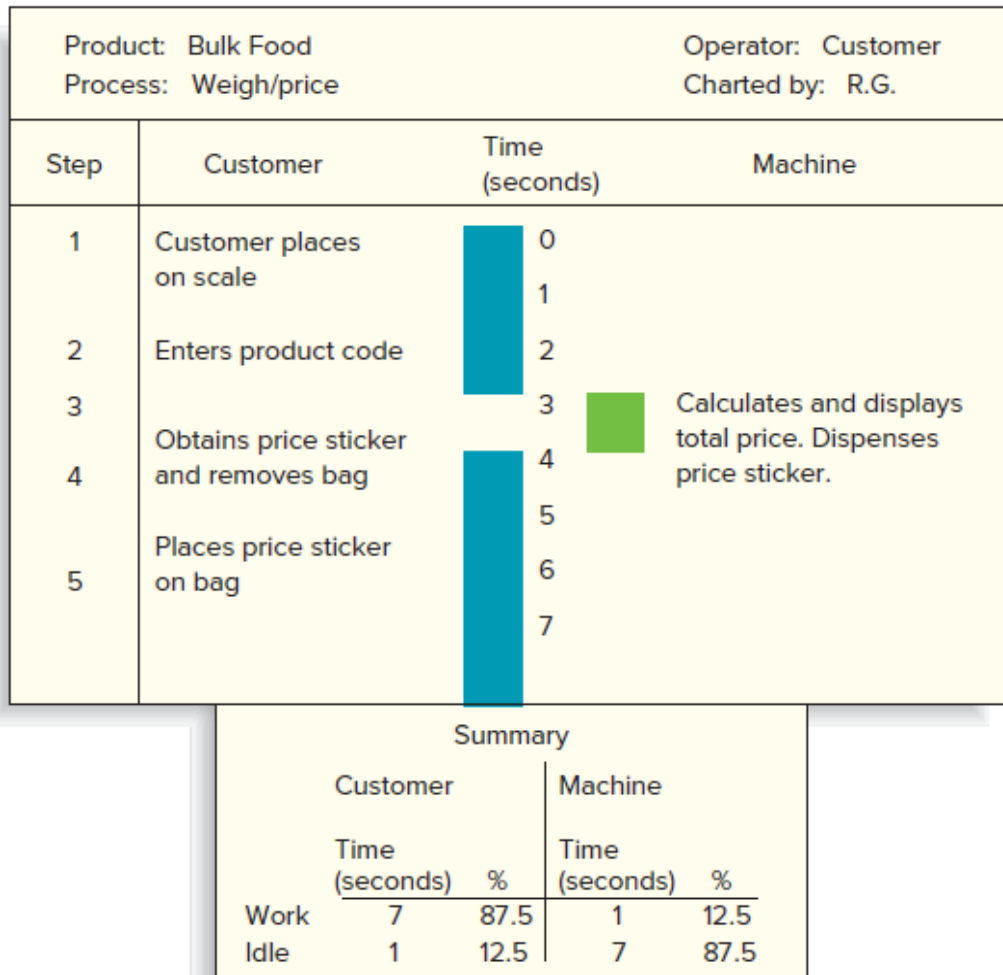 Product: Bulk Food Operator: Customer
Process: Weigh/price Charted by: R.G.
Step Customer Time (seconds) Machine
1 Customer places on scale 0
1
2 Enters product code 2
3 3 Calculates and displays total price. Dispenses price sticker.
4 Obtains price sticker and removes bag 4
5
5 Places price sticker on bag 6
7
Summary
Customer Machine
Time (seconds) % Time (seconds) %
Work 7 87.5 1 12.5
Idle 1 12.5 7 87.5